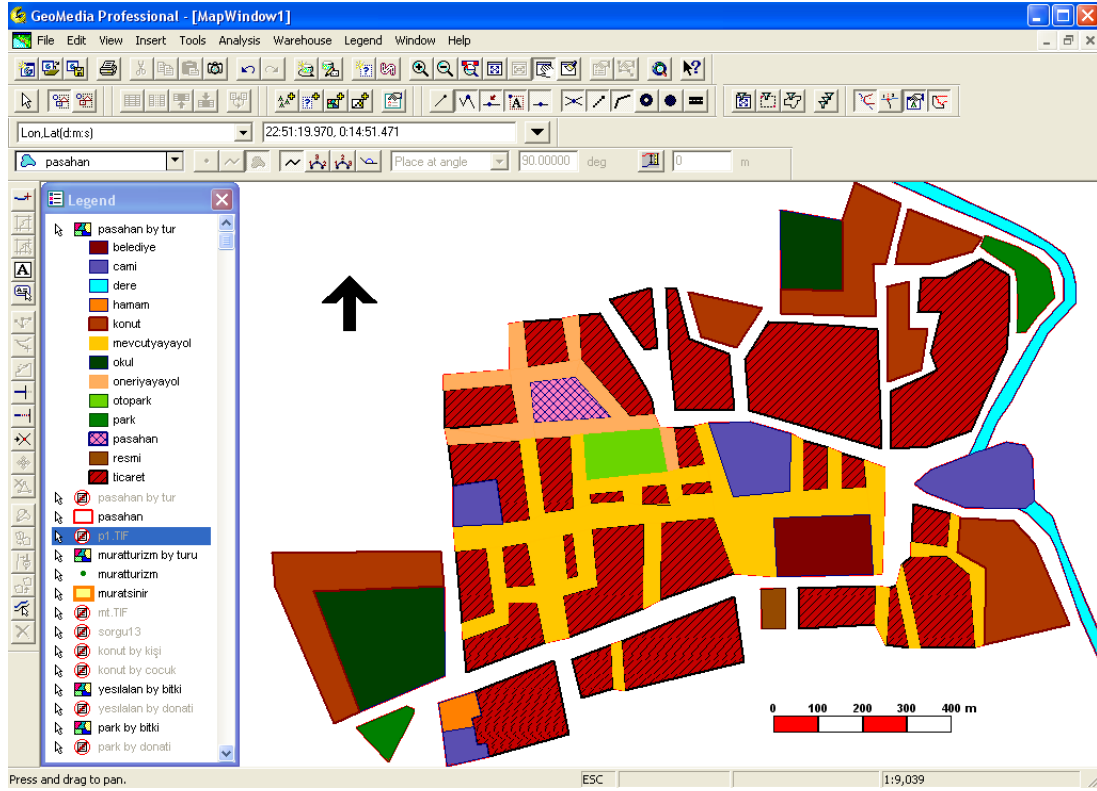 GeoMedia Professional - [MapWindow1]
File Edit View Insert Tools Analysis Warehouse Legend Window Help
Lon,Lat(d:m:s) 22:51:19.970, 0:14:51.471
pasahan Place at angle 90.00000 deg 0 m
Legend
pasahan by tur
belediye
cami
dere
hamam
konut
mevcutyayayol
okul
oneriyayayol
otopark
park
pasahan
resmi
ticaret
pasahan by tur
pasahan
p1.TIF
muratturizm by turu
muratturizm
muratsinir
mt.TIF
sorgu13
konut by kişi
konut by cocuk
yesılalan by bitki
yesılalan by donati
park by bitki
park by donati
0 100 200 300 400 m
Press and drag to pan. ESC 1:9,039